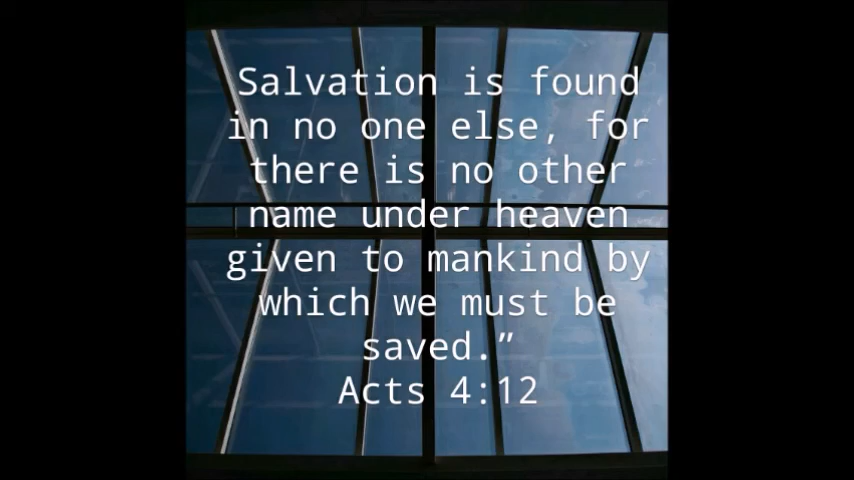 Salvation is found
in no one else, for
there is no other
name under heaven
given to mankind by
which we must be
saved.”
Acts 4:12